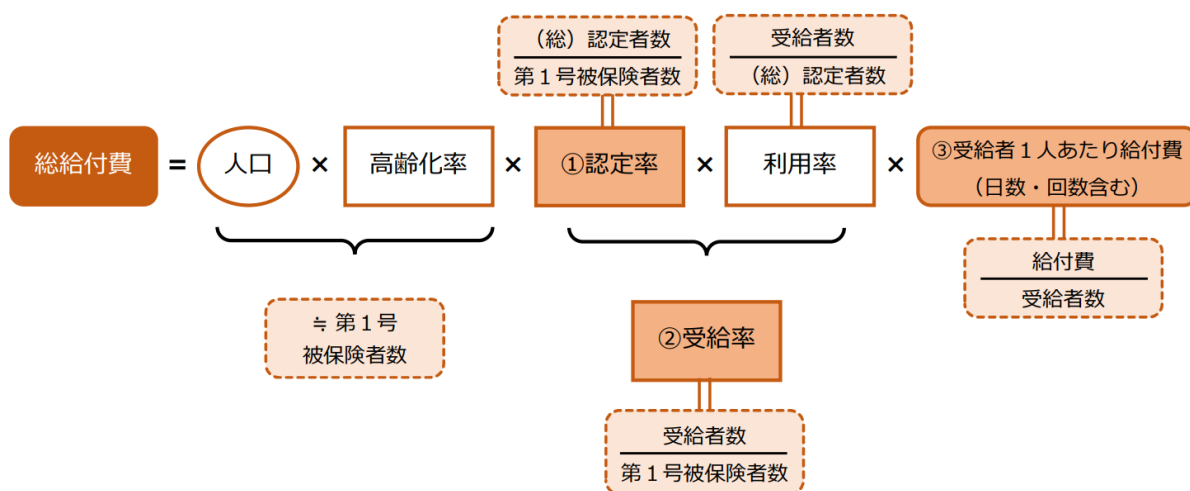 （総）認定者数
第１号被保険者数
受給者数
（総）認定者数
総給付費
=
人口
×
高齢化率
×
①認定率
×
利用率
×
③受給者１人あたり給付費
（日数・回数含む）
給付費
受給者数
≒ 第１号
被保険者数
②受給率
受給者数
第１号被保険者数